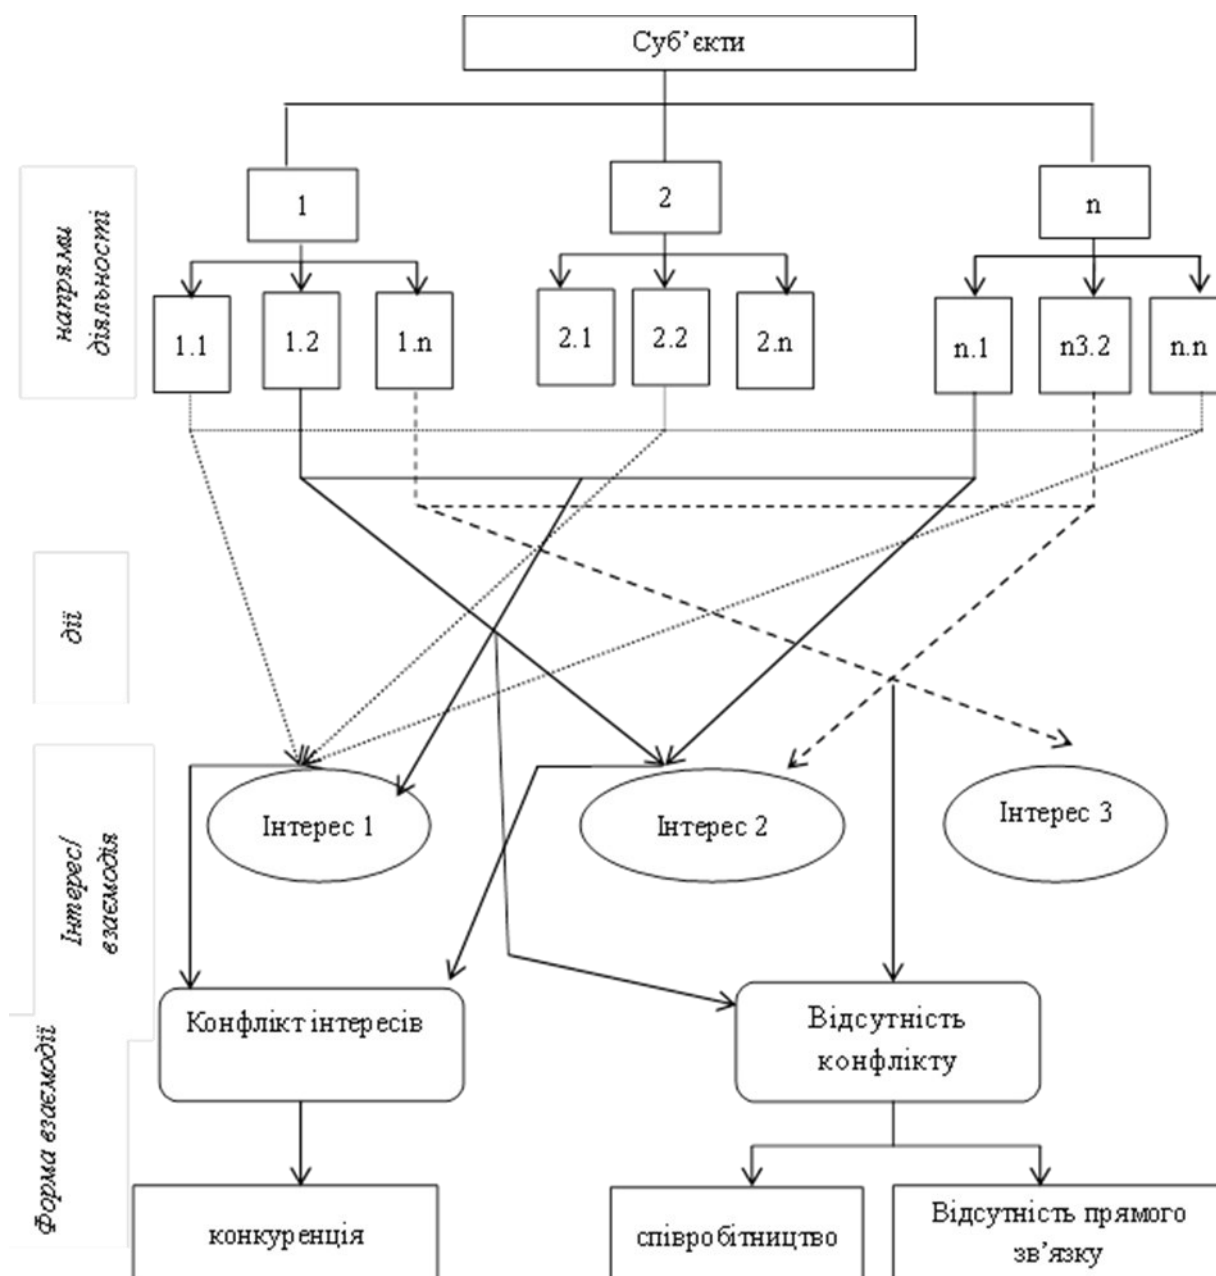 Суб’єкти
1
2
n
напрями
діяльності
1.1
1.2
1.n
2.1
2.2
2.n
n.1
n3.2
n.n
дії
Інтерес/
взаємодія
Інтерес 1
Інтерес 2
Інтерес 3
Форма взаємодії
Конфлікт інтересів
Відсутність
конфлікту
конкуренція
співробітництво
Відсутність прямого
зв’язку